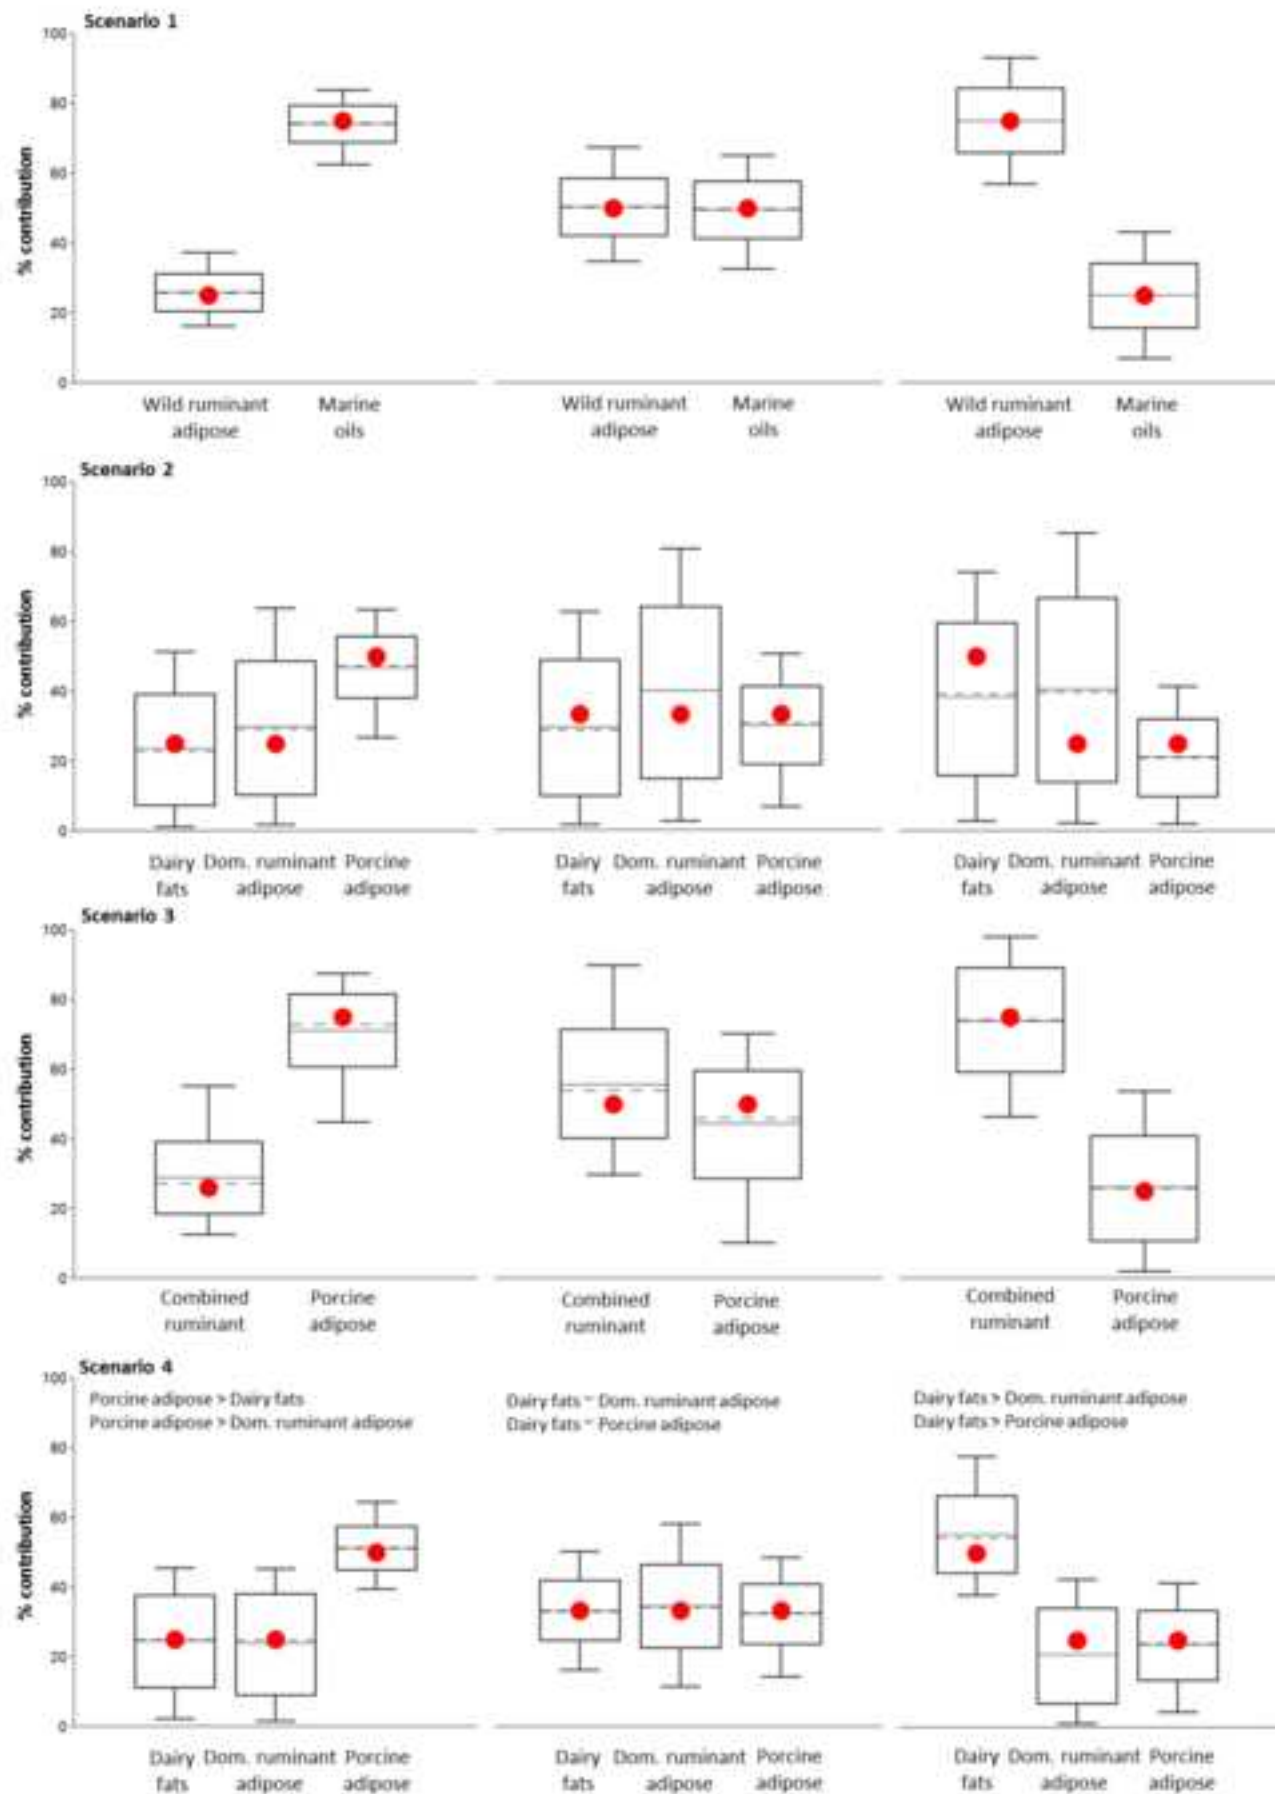 Scenario 1
% contribution
100
80
60
40
20
0
Wild ruminant
adipose
Marine
oils
Wild ruminant
adipose
Marine
oils
Wild ruminant
adipose
Marine
oils
Scenario 2
% contribution
100
80
60
40
20
0
Dairy
fats
Dom. ruminant
adipose
Porcine
adipose
Dairy
fats
Dom. ruminant
adipose
Porcine
adipose
Dairy
fats
Dom. ruminant
adipose
Porcine
adipose
Scenario 3
% contribution
100
80
60
40
20
0
Combined
ruminant
Porcine
adipose
Combined
ruminant
Porcine
adipose
Combined
ruminant
Porcine
adipose
Scenario 4
% contribution
100
80
60
40
20
0
Porcine adipose > Dairy fats
Porcine adipose > Dom. ruminant adipose
Dairy fats ~ Dom. ruminant adipose
Dairy fats ~ Porcine adipose
Dairy fats > Dom. ruminant adipose
Dairy fats > Porcine adipose
Dairy
fats
Dom. ruminant
adipose
Porcine
adipose
Dairy
fats
Dom. ruminant
adipose
Porcine
adipose
Dairy
fats
Dom. ruminant
adipose
Porcine
adipose